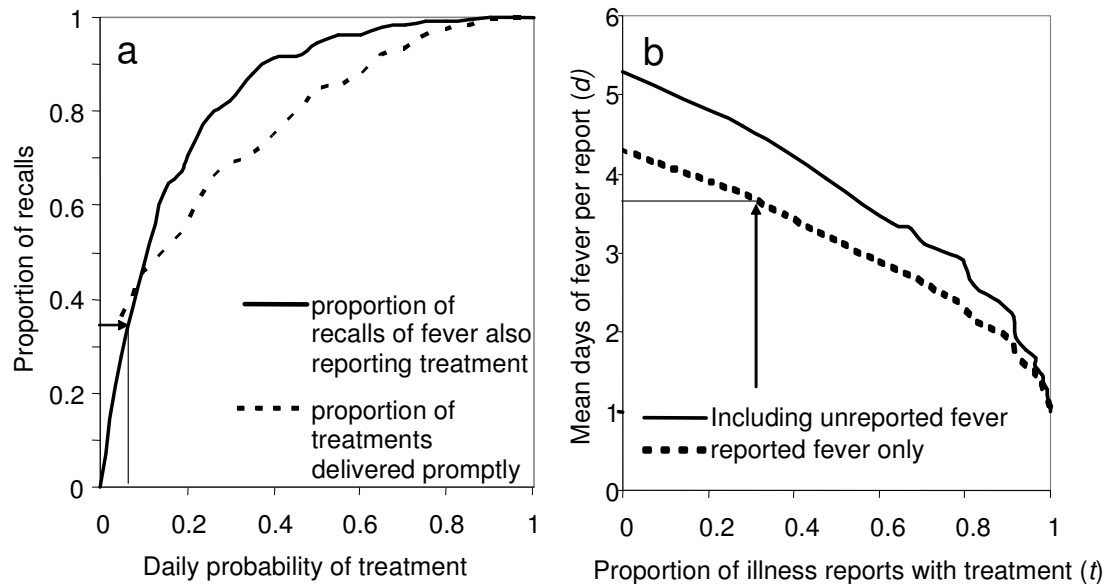 a
1
0.8
0.6
0.4
0.2
0
Proportion of recalls
proportion of
recalls of fever also
reporting treatment
proportion of
treatments
delivered promptly
0 0.2 0.4 0.6 0.8 1
Daily probability of treatment
b
6
5
4
3
2
1
0
Mean days of fever per report (d)
Including unreported fever
reported fever only
0 0.2 0.4 0.6 0.8 1
Proportion of illness reports with treatment (t)